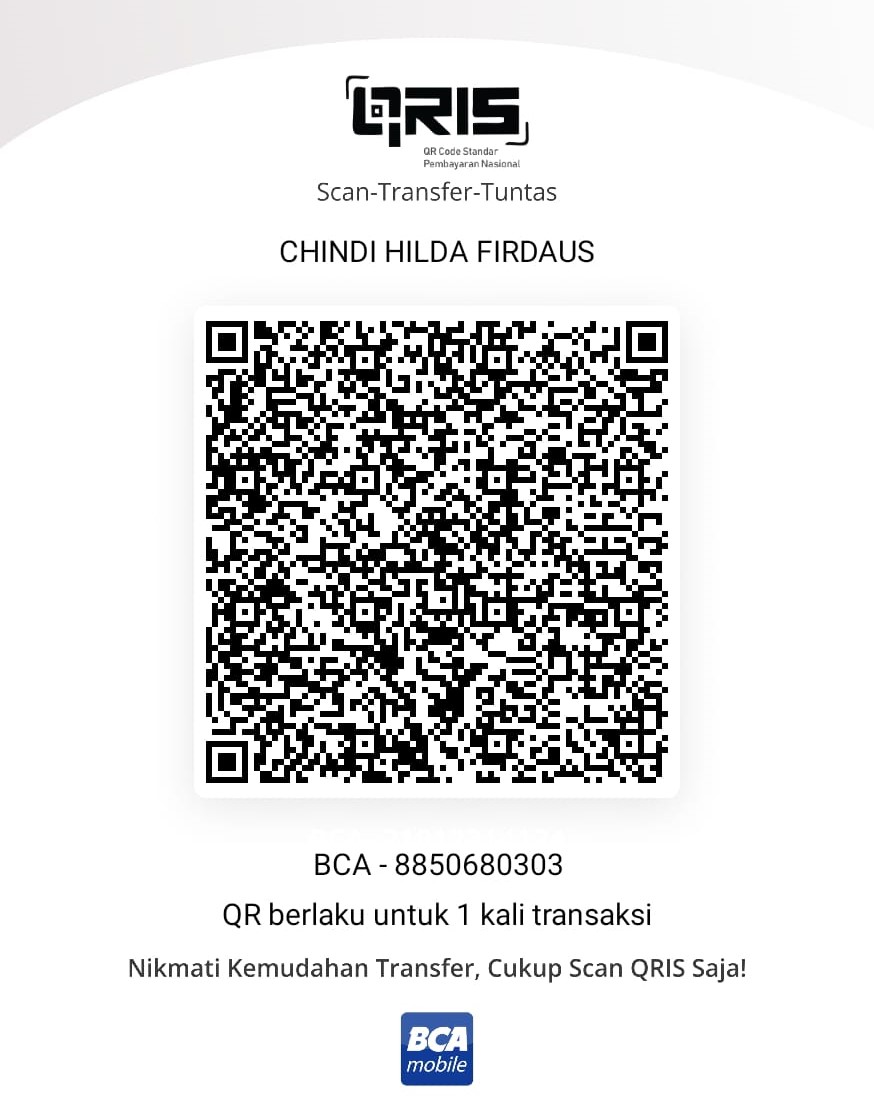 QRIS
QR Code Standar
Pembayaran Nasional
Scan-Transfer-Tuntas
CHINDI HILDA FIRDAUS
BCA - 8850680303
QR berlaku untuk 1 kali transaksi
Nikmati Kemudahan Transfer, Cukup Scan QRIS Saja!
BCA
mobile